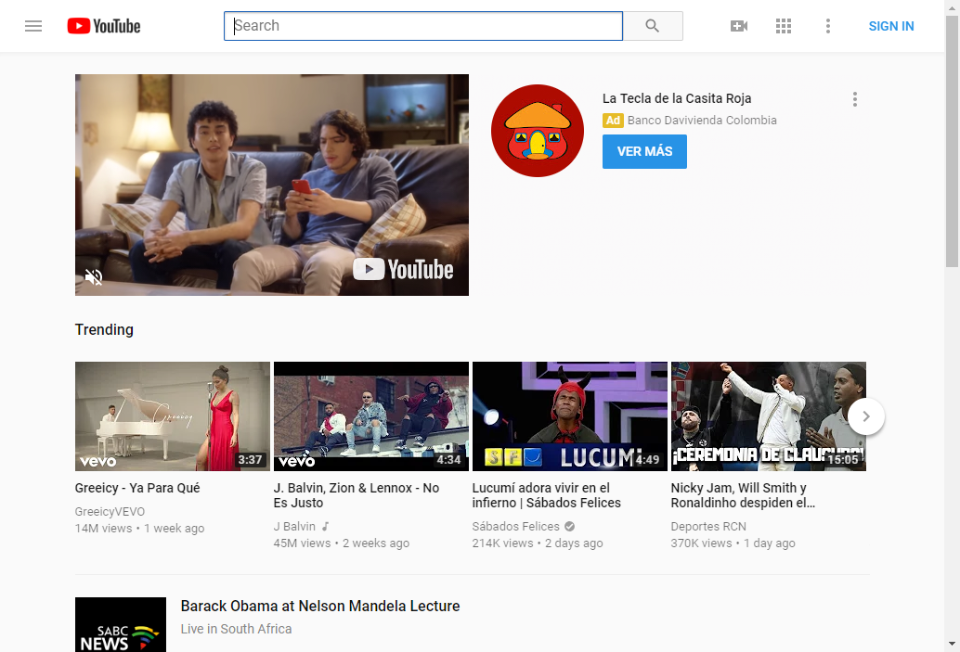 YouTube
Search
SIGN IN
La Tecla de la Casita Roja
Ad Banco Davivienda Colombia
VER MÁS
YouTube
Trending
Greeicy
vevo
3:37
vevo
4:34
SFL
LUCUMÍ
4:49
¡CEREMONIA DE CLAUSURA!
15:05
Greeicy - Ya Para Qué
GreeicyVEVO
14M views • 1 week ago
J. Balvin, Zion & Lennox - No
Es Justo
J Balvin
45M views • 2 weeks ago
Lucumí adora vivir en el
infierno | Sábados Felices
Sábados Felices
214K views • 2 days ago
Nicky Jam, Will Smith y
Ronaldinho despiden el...
Deportes RCN
370K views • 1 day ago
SABC
NEWS
Barack Obama at Nelson Mandela Lecture
Live in South Africa